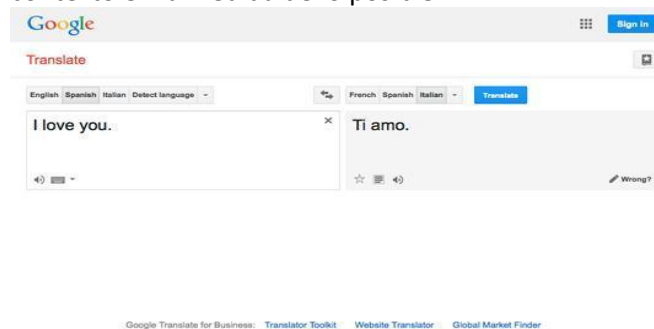 Google
Sign in
Translate
English Spanish Italian Detect language
French Spanish Italian
Translate
I love you.
Ti amo.
Wrong?
Google Translate for Business: Translator Toolkit Website Translator Global Market Finder